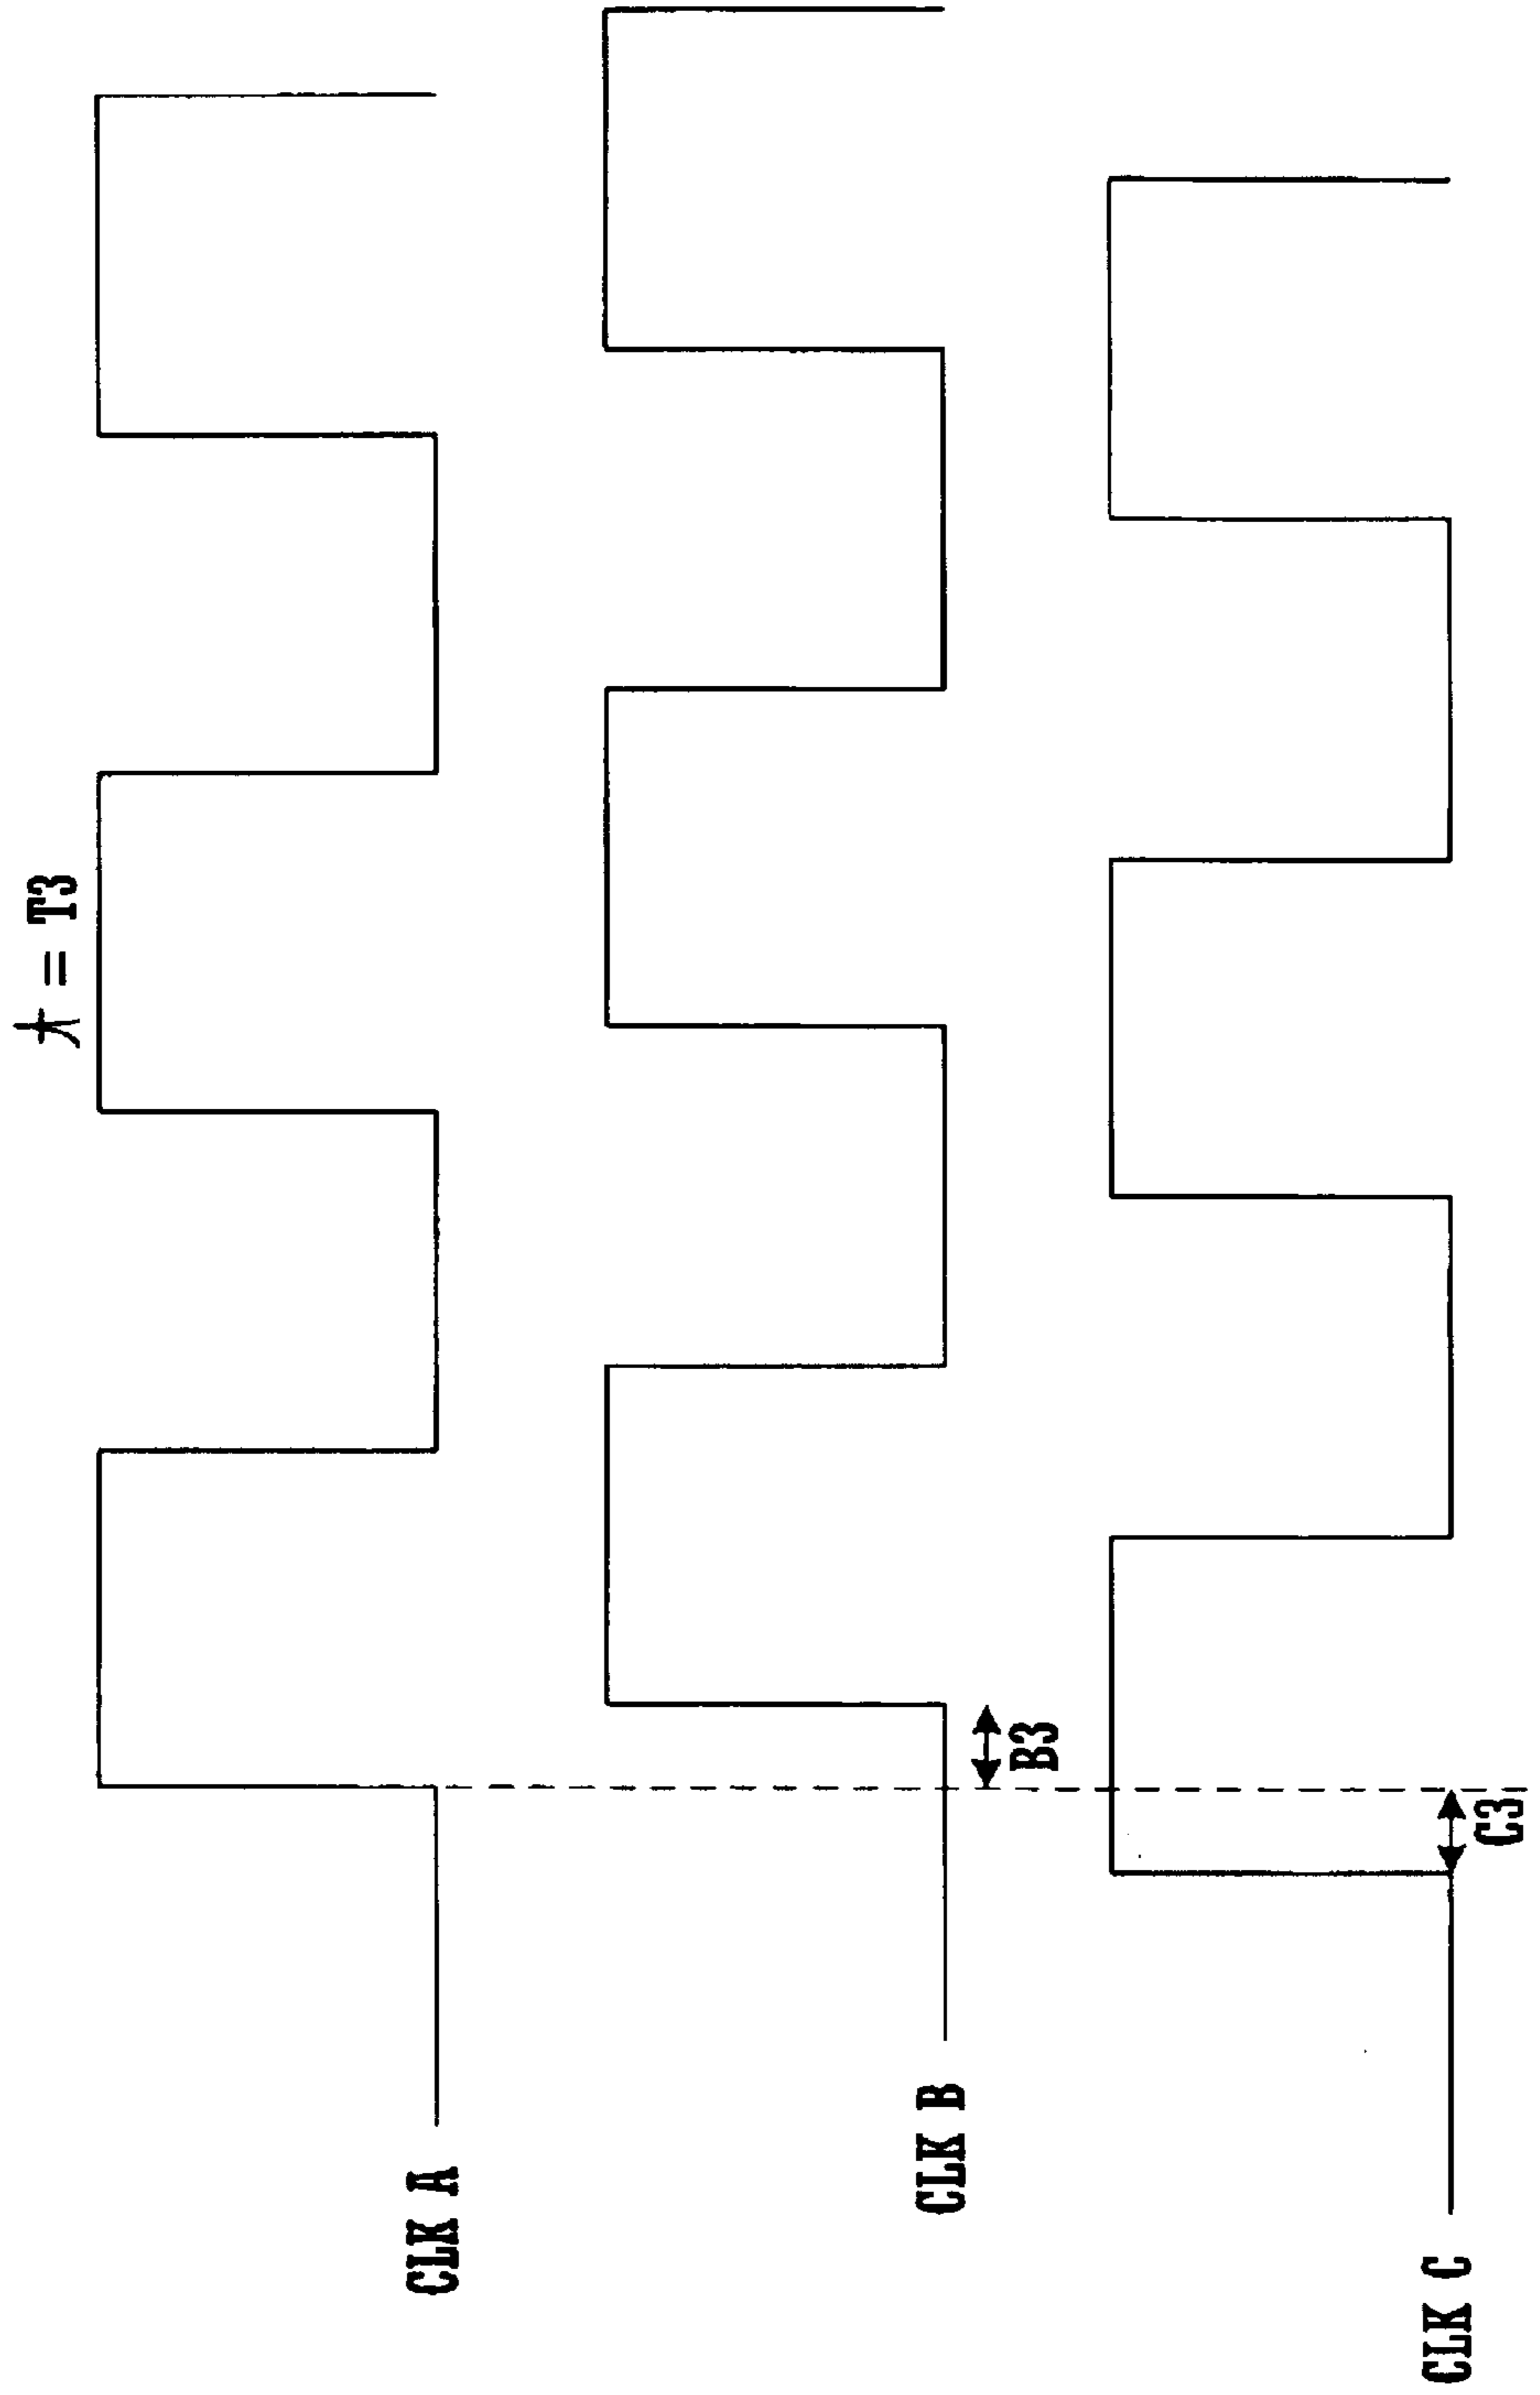 t = T3
CLK A
CLK B
B3
CLK C
C3